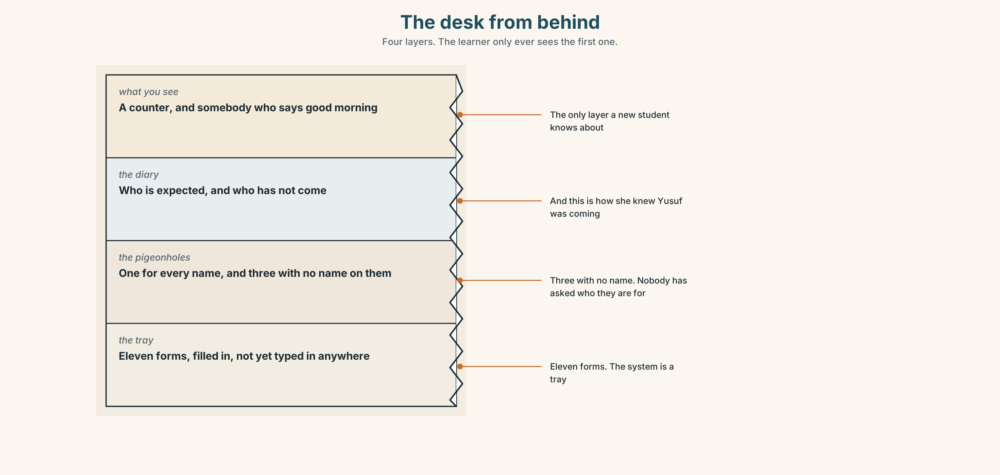 The desk from behind
Four layers. The learner only ever sees the first one.
what you see
A counter, and somebody who says good morning
The only layer a new student
knows about
the diary
Who is expected, and who has not come
And this is how she knew Yusuf
was coming
the pigeonholes
One for every name, and three with no name on them
Three with no name. Nobody has
asked who they are for
the tray
Eleven forms, filled in, not yet typed in anywhere
Eleven forms. The system is a
tray